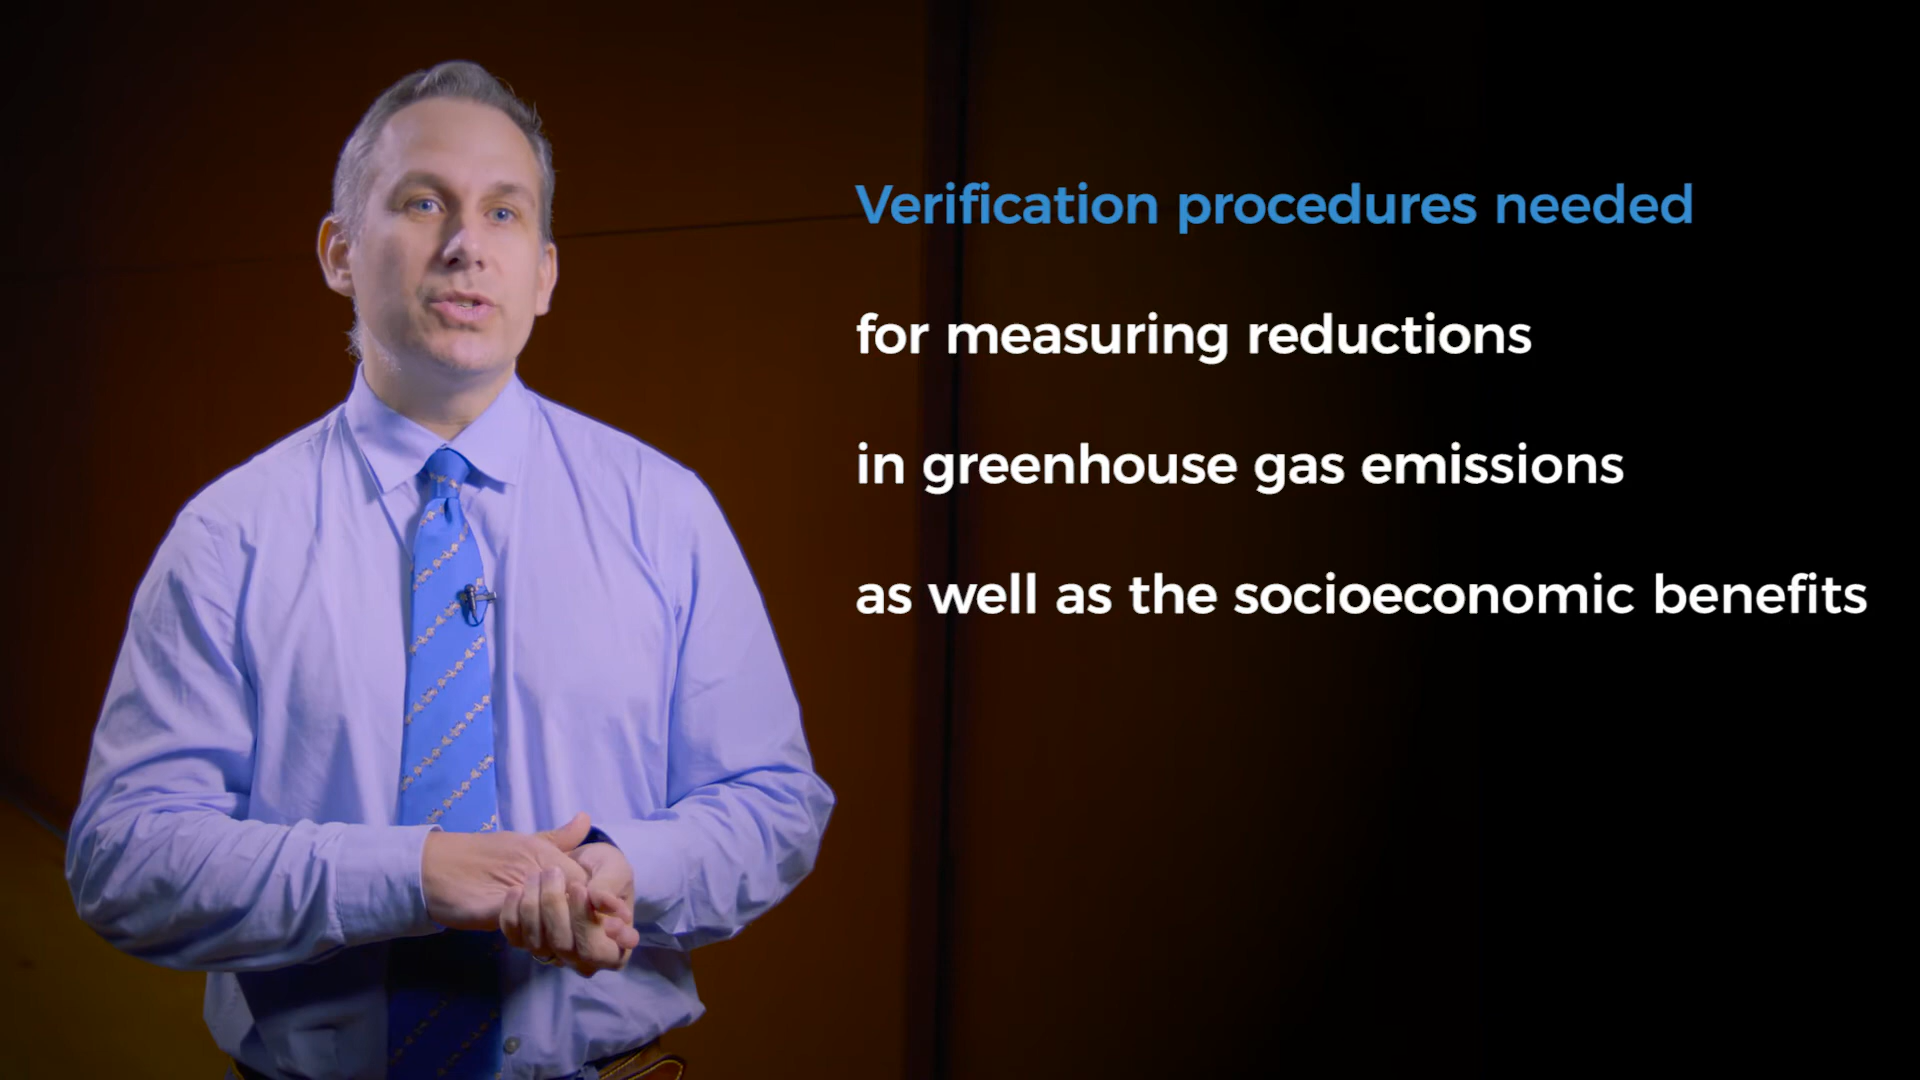 Verification procedures needed
for measuring reductions
in greenhouse gas emissions
as well as the socioeconomic benefits